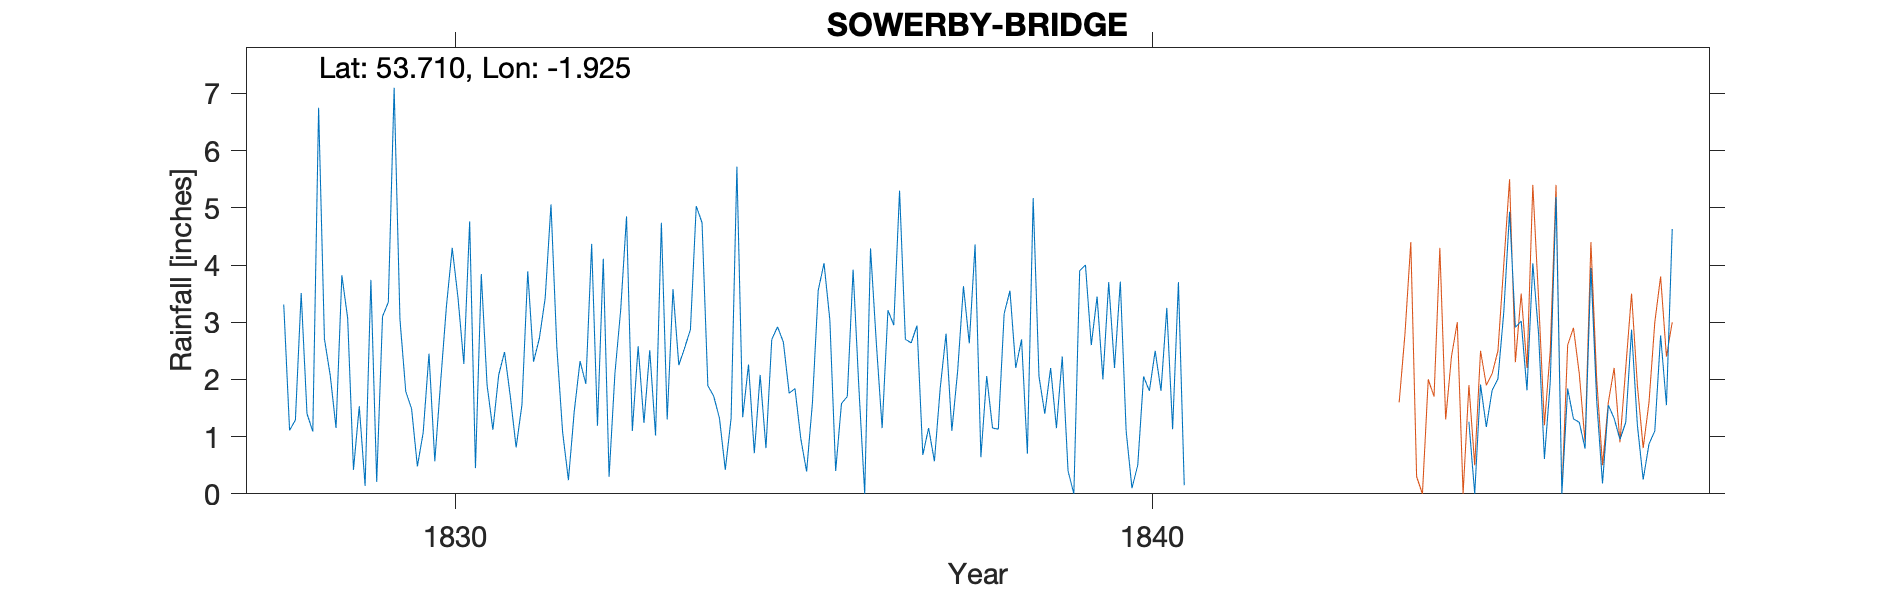 SOWERBY-BRIDGE
Lat: 53.710, Lon: -1.925
7
6
5
4
3
2
1
0
Rainfall [inches]
1830
1840
Year